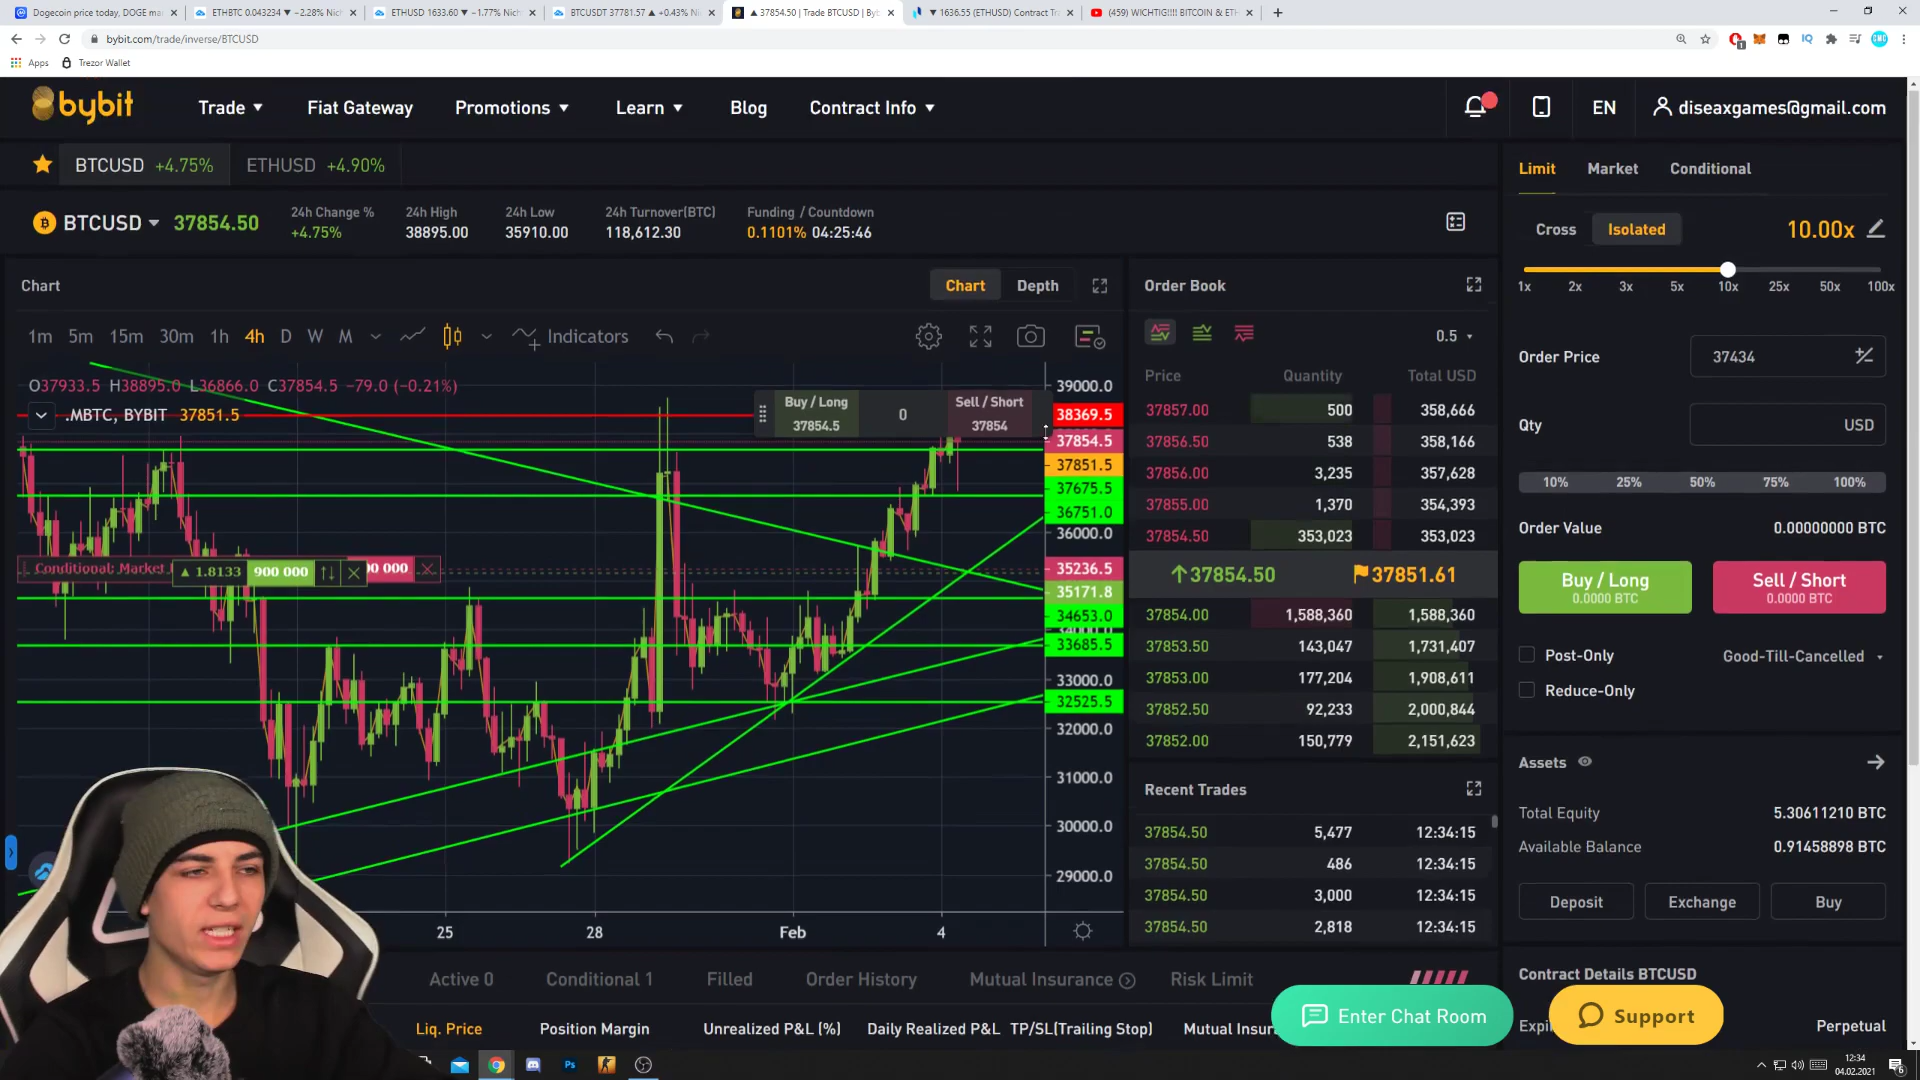 Dogecoin price today, DOGE ma
ETHBTC 0.043234 ▼ −2.28% Nich
ETHUSD 1633.60 ▼ −1.77% Nich
BTCUSDT 37781.57 ▲ +0.43% Ni
▲ 37854.50 | Trade BTCUSD | Byb
▼ 1636.55 (ETHUSD) Contract Tr
(459) WICHTIG!!!! BITCOIN & ETH
bybit.com/trade/inverse/BTCUSD
Apps
Trezor Wallet
bybit
Trade
Fiat Gateway
Promotions
Learn
Blog
Contract Info
EN
diseaxgames@gmail.com
BTCUSD +4.75%
ETHUSD +4.90%
BTCUSD
37854.50
24h Change %
+4.75%
24h High
38895.00
24h Low
35910.00
24h Turnover(BTC)
118,612.30
Funding / Countdown
0.1101% 04:25:46
Chart
Chart
Depth
1m 5m 15m 30m 1h 4h D W M
Indicators
O37933.5 H38895.0 L36866.0 C37854.5 −79.0 (−0.21%)
.MBTC, BYBIT 37851.5
Buy / Long
37854.5
0
Sell / Short
37854
39000.0
38369.5
37854.5
37851.5
37675.5
36751.0
36000.0
35236.5
35171.8
34653.0
34000.0
33685.5
33000.0
32525.5
32000.0
31000.0
30000.0
29000.0
Conditional: Market
▲ 1.8133
900 000
00 000
25
28
Feb
4
Order Book
0.5
Price Quantity Total USD
37857.00 500 358,666
37856.50 538 358,166
37856.00 3,235 357,628
37855.00 1,370 354,393
37854.50 353,023 353,023
37854.50 37851.61
37854.00 1,588,360 1,588,360
37853.50 143,047 1,731,407
37853.00 177,204 1,908,611
37852.50 92,233 2,000,844
37852.00 150,779 2,151,623
Recent Trades
37854.50 5,477 12:34:15
37854.50 486 12:34:15
37854.50 3,000 12:34:15
37854.50 2,818 12:34:15
Limit
Market
Conditional
Cross
Isolated
10.00x
1x 2x 3x 5x 10x 25x 50x 100x
Order Price
37434
Qty
USD
10% 25% 50% 75% 100%
Order Value
0.00000000 BTC
Buy / Long
0.0000 BTC
Sell / Short
0.0000 BTC
Post-Only
Good-Till-Cancelled
Reduce-Only
Assets
Total Equity
5.30611210 BTC
Available Balance
0.91458898 BTC
Deposit
Exchange
Buy
Contract Details BTCUSD
Expi
Perpetual
Active 0
Conditional 1
Filled
Order History
Mutual Insurance
Risk Limit
Liq. Price
Position Margin
Unrealized P&L (%)
Daily Realized P&L
TP/SL(Trailing Stop)
Mutual Insur
Enter Chat Room
Support
12:34
04.02.2021